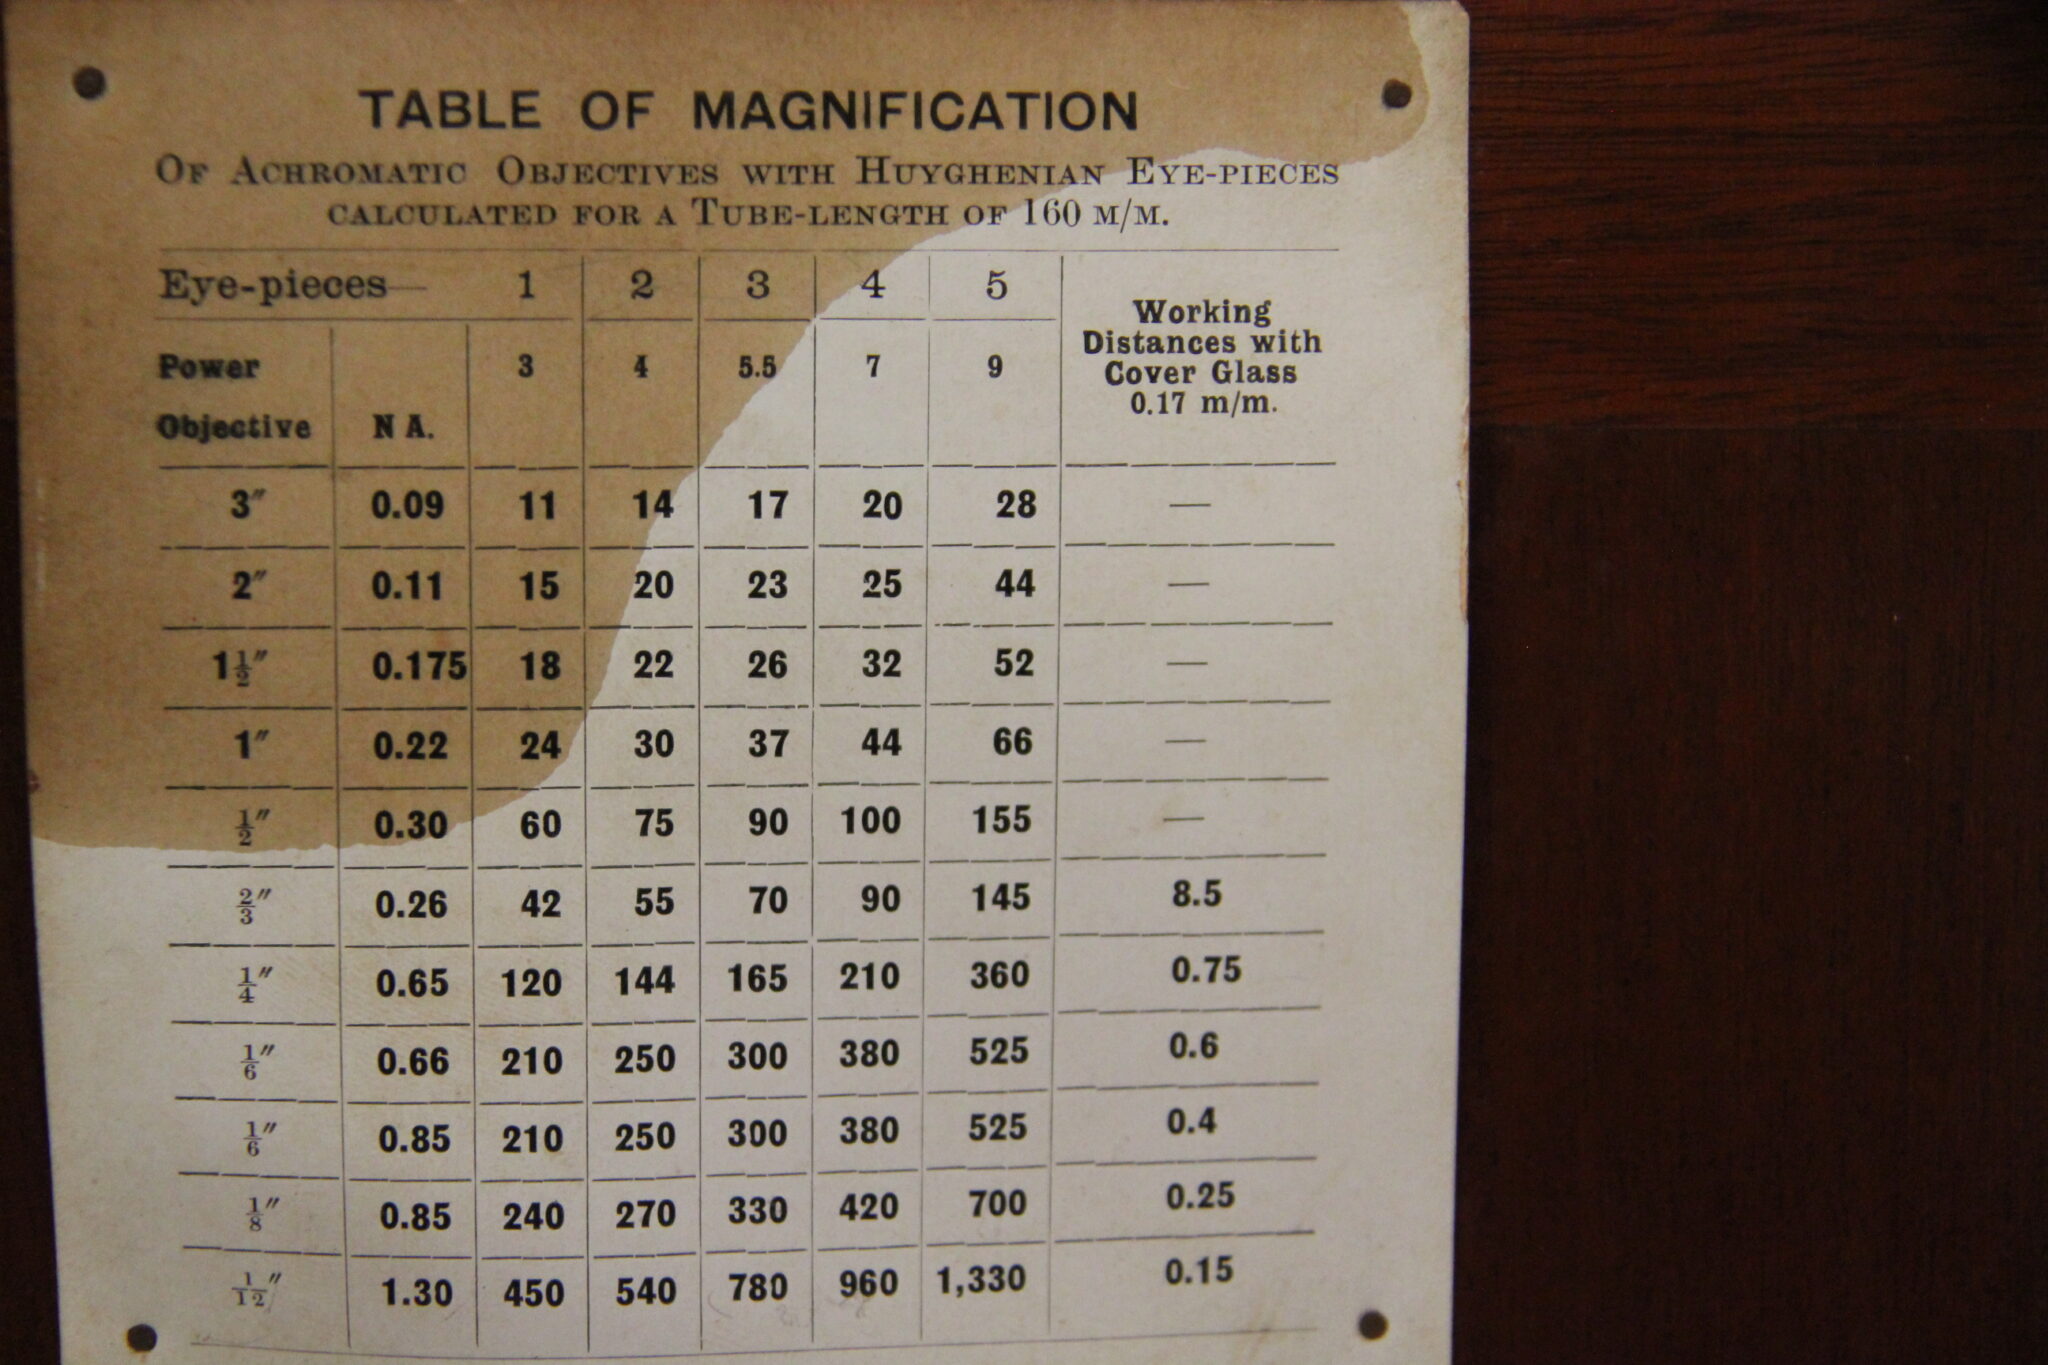 TABLE OF MAGNIFICATION
OF ACHROMATIC OBJECTIVES WITH HUYGHENIAN EYE-PIECES
CALCULATED FOR A TUBE-LENGTH OF 160 M/M.
Eye-pieces— 1 2 3 4 5
Working
Distances with
Cover Glass
0.17 m/m.
Power 3 4 5.5 7 9
Objective N A.
3″ 0.09 11 14 17 20 28 —
2″ 0.11 15 20 23 25 44 —
1½″ 0.175 18 22 26 32 52 —
1″ 0.22 24 30 37 44 66 —
½″ 0.30 60 75 90 100 155 —
⅔″ 0.26 42 55 70 90 145 8.5
¼″ 0.65 120 144 165 210 360 0.75
⅙″ 0.66 210 250 300 380 525 0.6
⅙″ 0.85 210 250 300 380 525 0.4
⅛″ 0.85 240 270 330 420 700 0.25
1/12″ 1.30 450 540 780 960 1,330 0.15